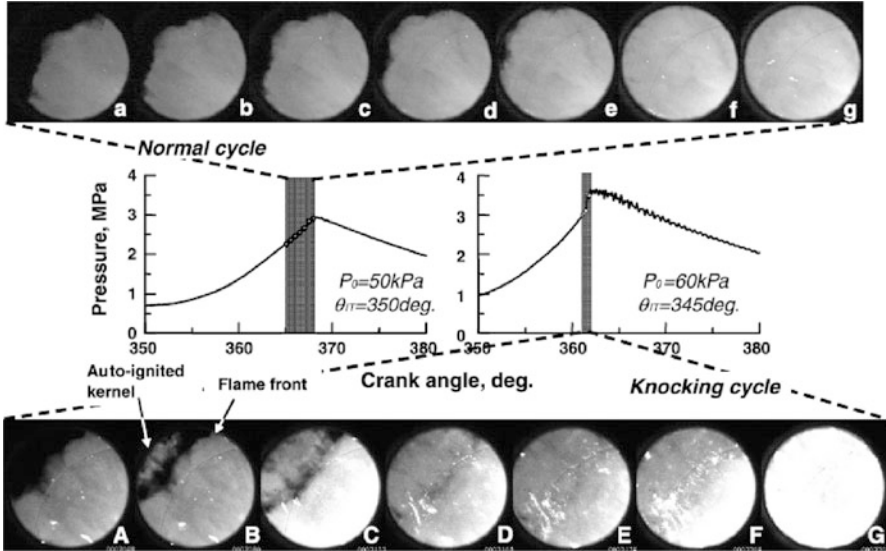 a b c d e f g
Normal cycle
4 4
3 3
2 2
1 1
0 0
Pressure, MPa
P0=50kPa
θIT=350deg.
P0=60kPa
θIT=345deg.
350 360 370 380 350 360 370 380
Crank angle, deg.
Auto-ignited
kernel
Flame front
Knocking cycle
A B C D E F G